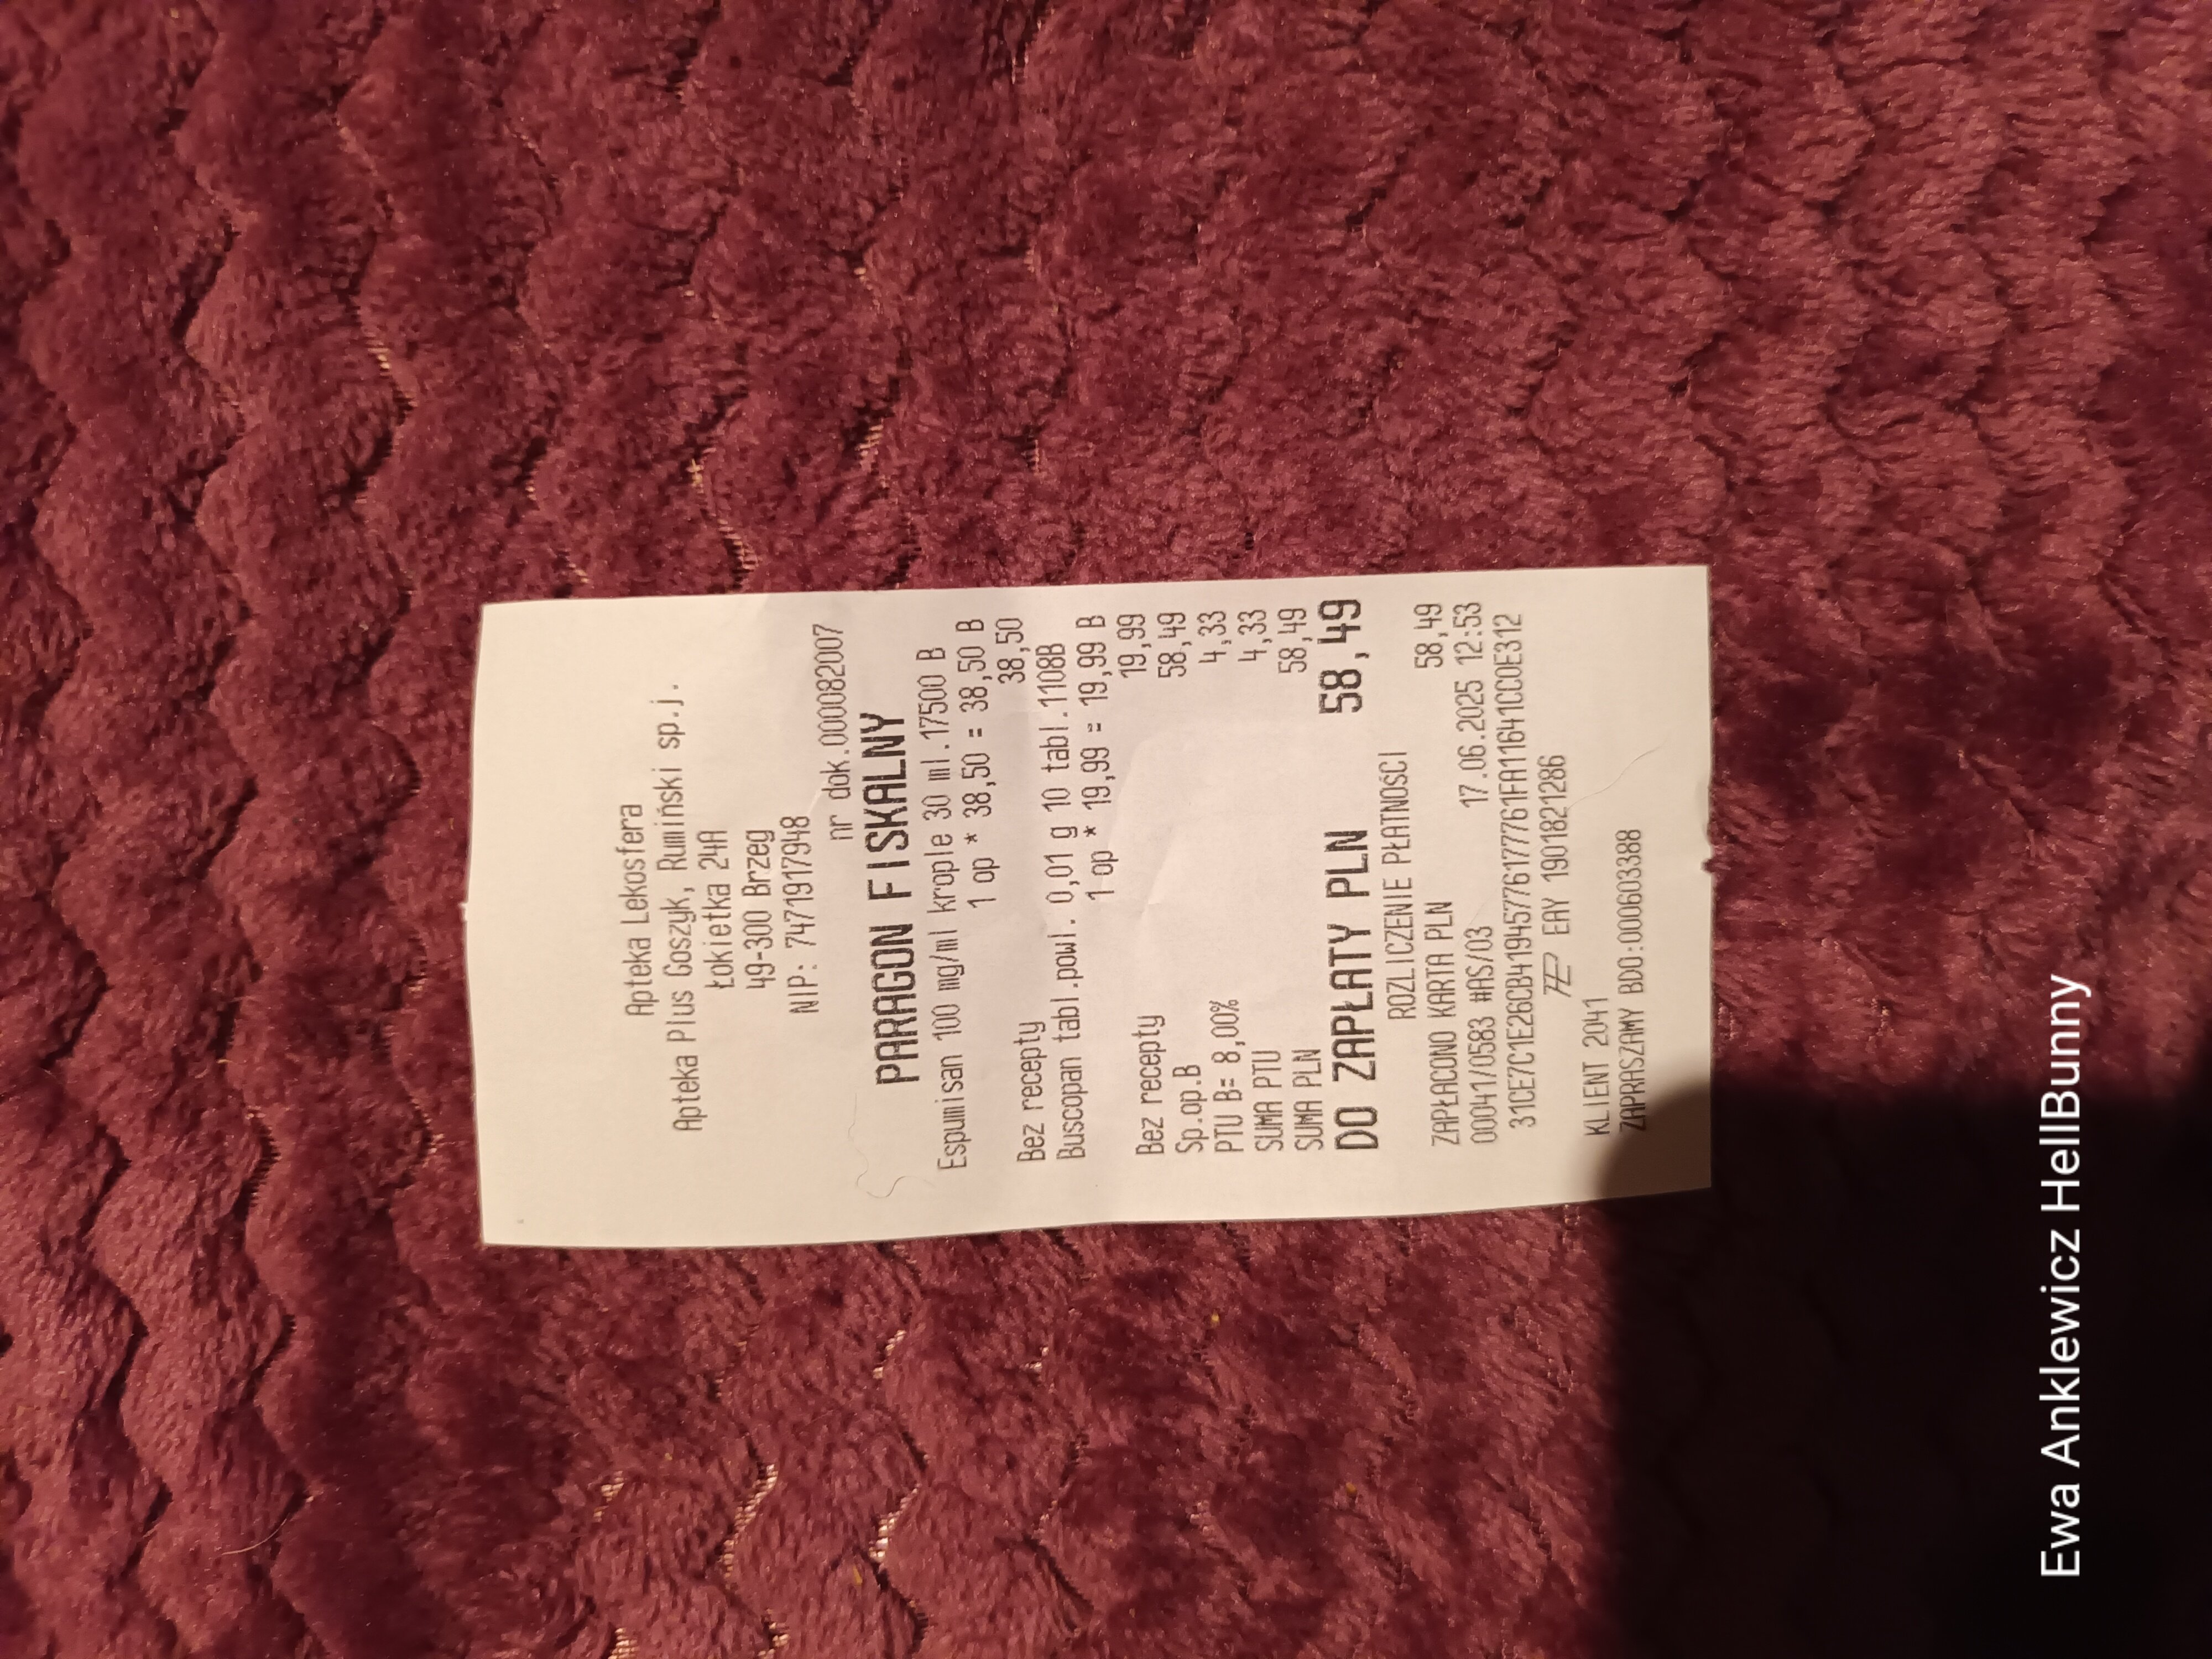 Apteka Lekosfera
Apteka Plus Goszyk, Rumiński sp.j.
Łokietka 24A
49-300 Brzeg
NIP: 7471917948
nr dok.000082007
PARAGON FISKALNY
Espumisan 100 mg/ml krople 30 ml.17500 B
1 op * 38,50 = 38,50 B
38,50
Bez recepty
Buscopan tabl.powl. 0,01 g 10 tabl.1108B
1 op * 19,99 = 19,99 B
19,99
Bez recepty
Sp.op.B 58,49
PTU B= 8,00% 4,33
SUMA PTU 4,33
SUMA PLN 58,49
DO ZAPŁATY PLN 58,49
ROZLICZENIE PŁATNOŚCI
ZAPŁACONO KARTA PLN 58,49
00041/0583 #AS/03 17.06.2025 12:53
31CE7C1E26CB4194577617777761FA11641CC0E312
EAY 1901821286
KLIENT 2041
ZAPRASZAMY BDO:000603388
Ewa Anklewicz HellBunny